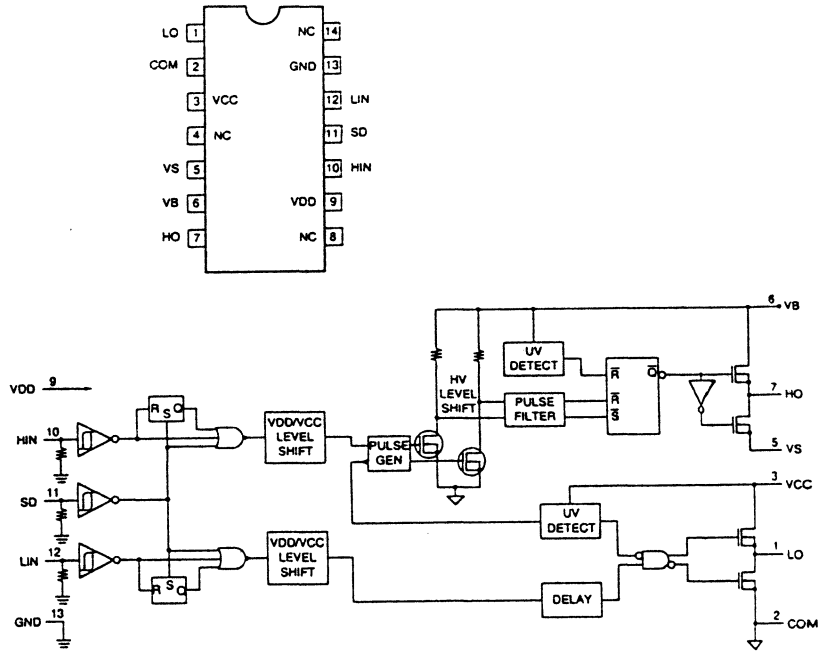 LO 1 NC 14
COM 2 GND 13
3 VCC 12 LIN
4 NC 11 SD
VS 5 10 HIN
VB 6 VDD 9
HO 7 NC 8
6 VB
UV DETECT
R Q
HV LEVEL SHIFT
PULSE FILTER
R
S
7 HO
5 VS
VDD 9
HIN 10
R S Q
VDD/VCC LEVEL SHIFT
PULSE GEN
SD 11
3 VCC
UV DETECT
LIN 12
VDD/VCC LEVEL SHIFT
1 LO
R S Q
DELAY
GND 13
2 COM